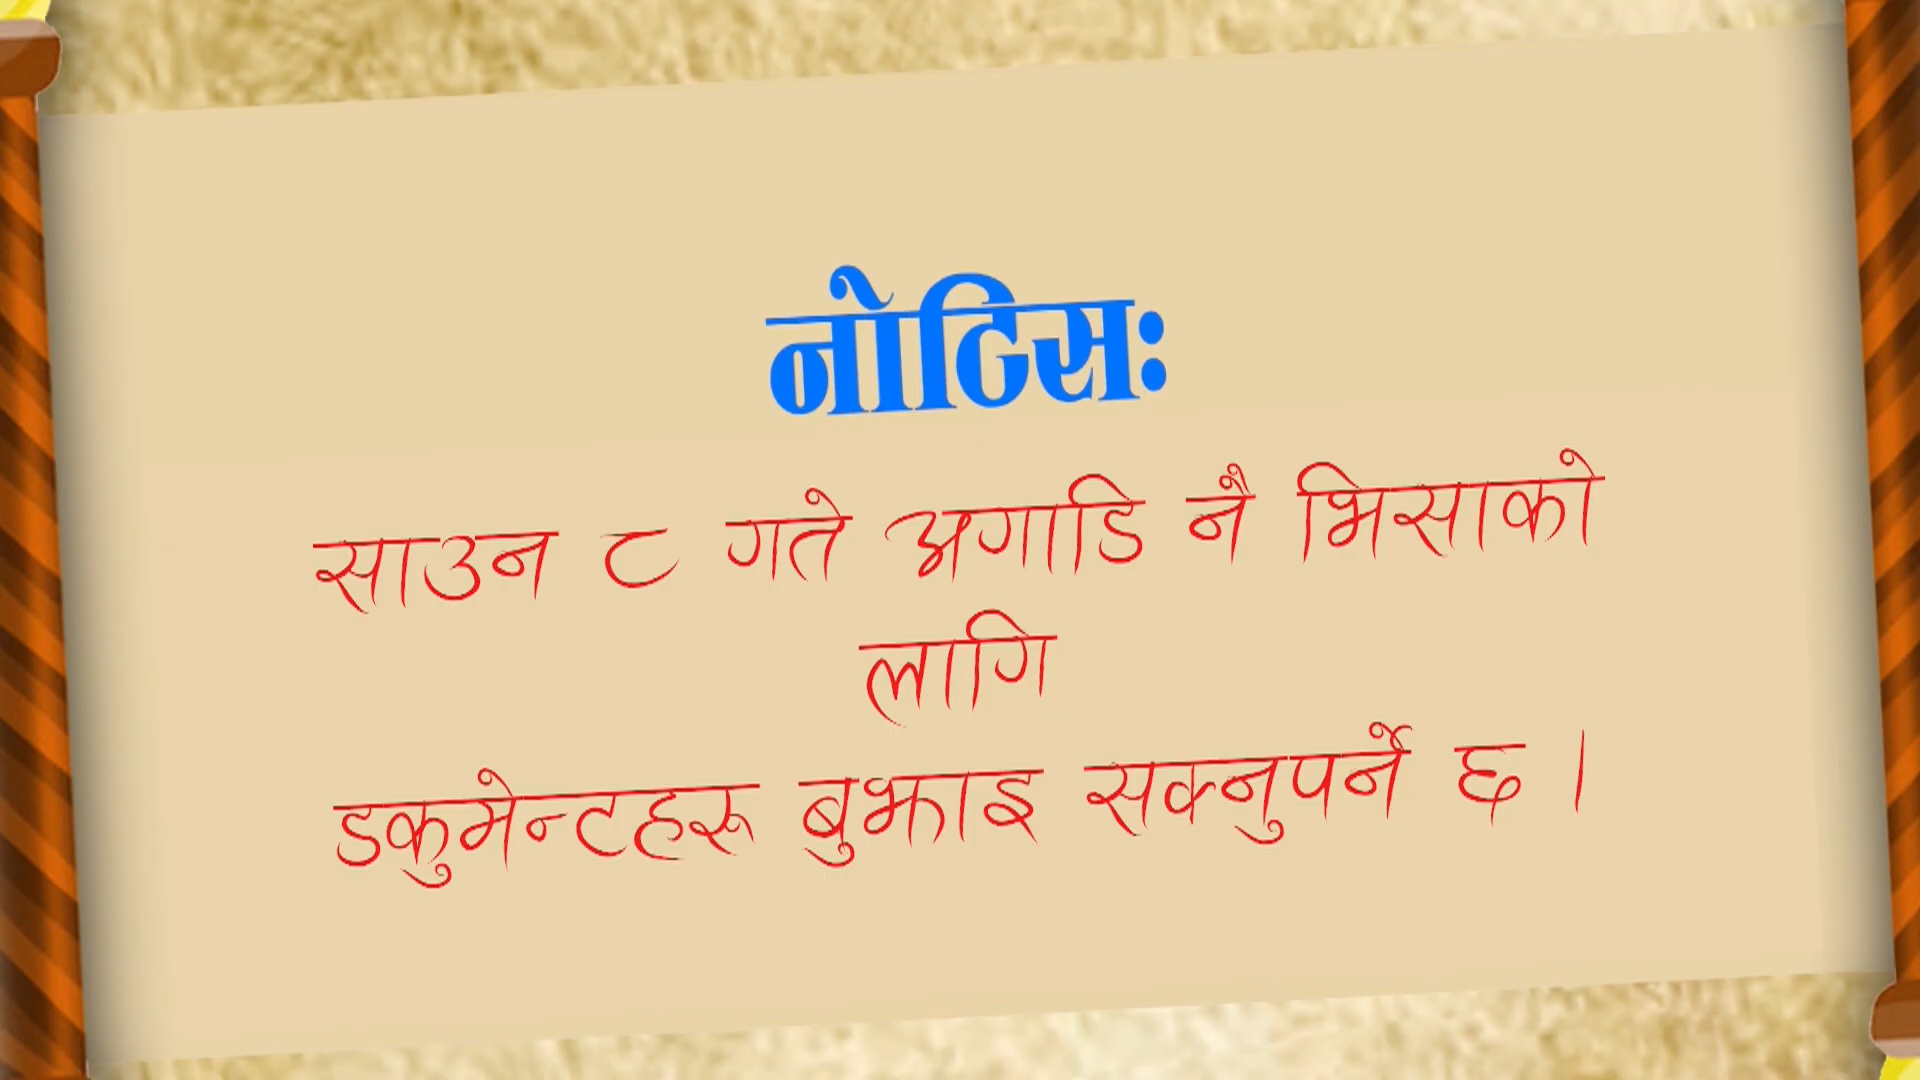 नोटिसः
साउन ८ गते अगाडि नै भिसाको
लागि
डकुमेन्टहरू बुझाइ सक्नुपर्ने छ ।